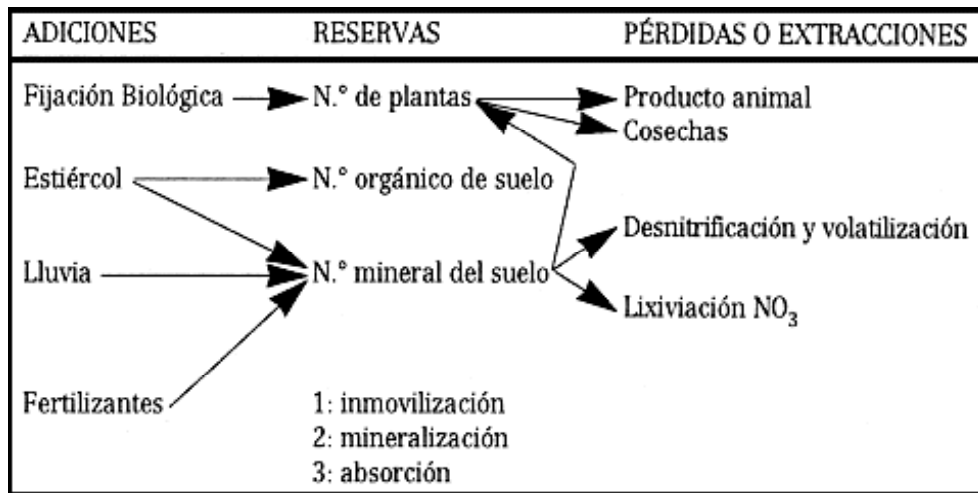 ADICIONES RESERVAS PÉRDIDAS O EXTRACCIONES
Fijación Biológica N.° de plantas Producto animal
Cosechas
Estiércol N.° orgánico de suelo
Desnitrificación y volatilización
Lluvia N.° mineral del suelo
Lixiviación NO₃
Fertilizantes 1: inmovilización
2: mineralización
3: absorción